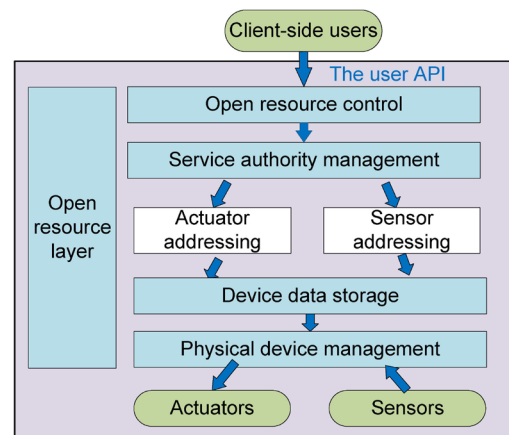 Client-side users
The user API
Open resource control
Service authority management
Open
resource
layer
Actuator
addressing
Sensor
addressing
Device data storage
Physical device management
Actuators
Sensors